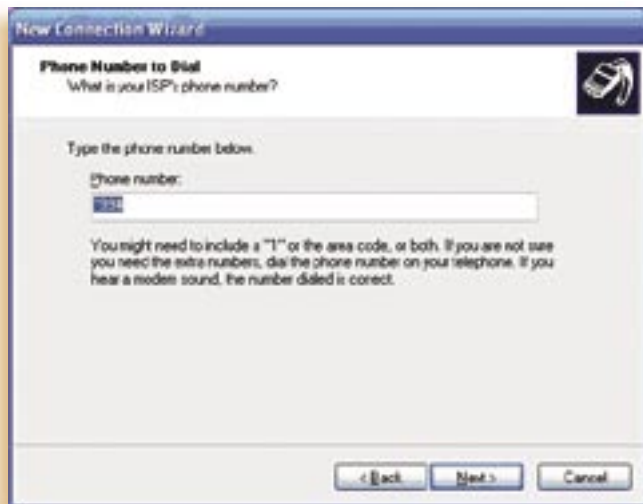 New Connection Wizard
Phone Number to Dial
What is your ISP's phone number?
Type the phone number below.
Phone number:
You might need to include a "1" or the area code, or both. If you are not sure
you need the extra numbers, dial the phone number on your telephone. If you
hear a modem sound, the number dialed is correct.
< Back
Next >
Cancel